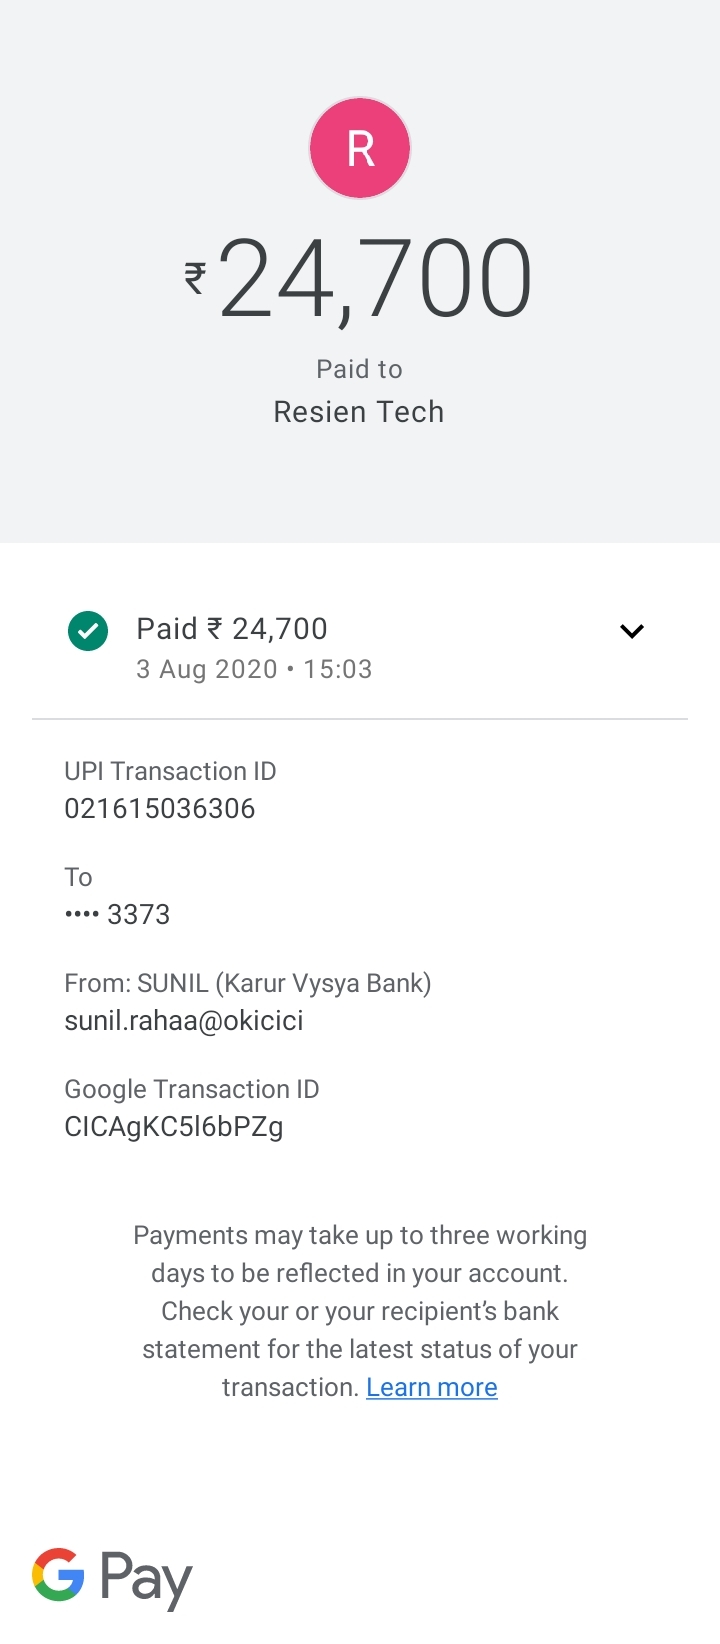 R
₹24,700
Paid to
Resien Tech
Paid ₹ 24,700
3 Aug 2020 • 15:03
UPI Transaction ID
021615036306
To
•••• 3373
From: SUNIL (Karur Vysya Bank)
sunil.rahaa@okicici
Google Transaction ID
CICAgKC5l6bPZg
Payments may take up to three working
days to be reflected in your account.
Check your or your recipient's bank
statement for the latest status of your
transaction. Learn more
G Pay